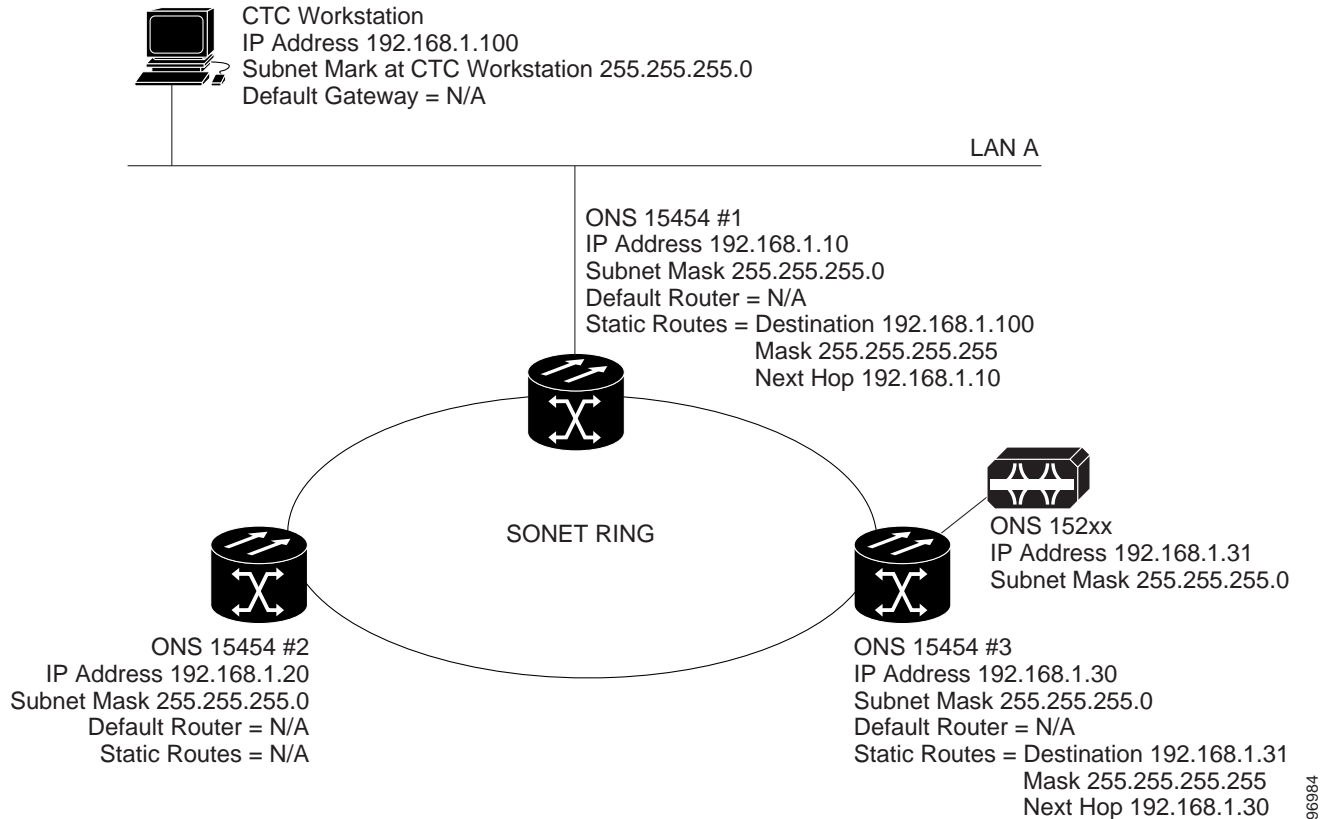 CTC Workstation
IP Address 192.168.1.100
Subnet Mark at CTC Workstation 255.255.255.0
Default Gateway = N/A
LAN A
ONS 15454 #1
IP Address 192.168.1.10
Subnet Mask 255.255.255.0
Default Router = N/A
Static Routes = Destination 192.168.1.100
Mask 255.255.255.255
Next Hop 192.168.1.10
SONET RING
ONS 152xx
IP Address 192.168.1.31
Subnet Mask 255.255.255.0
ONS 15454 #2
IP Address 192.168.1.20
Subnet Mask 255.255.255.0
Default Router = N/A
Static Routes = N/A
ONS 15454 #3
IP Address 192.168.1.30
Subnet Mask 255.255.255.0
Default Router = N/A
Static Routes = Destination 192.168.1.31
Mask 255.255.255.255
Next Hop 192.168.1.30
96984